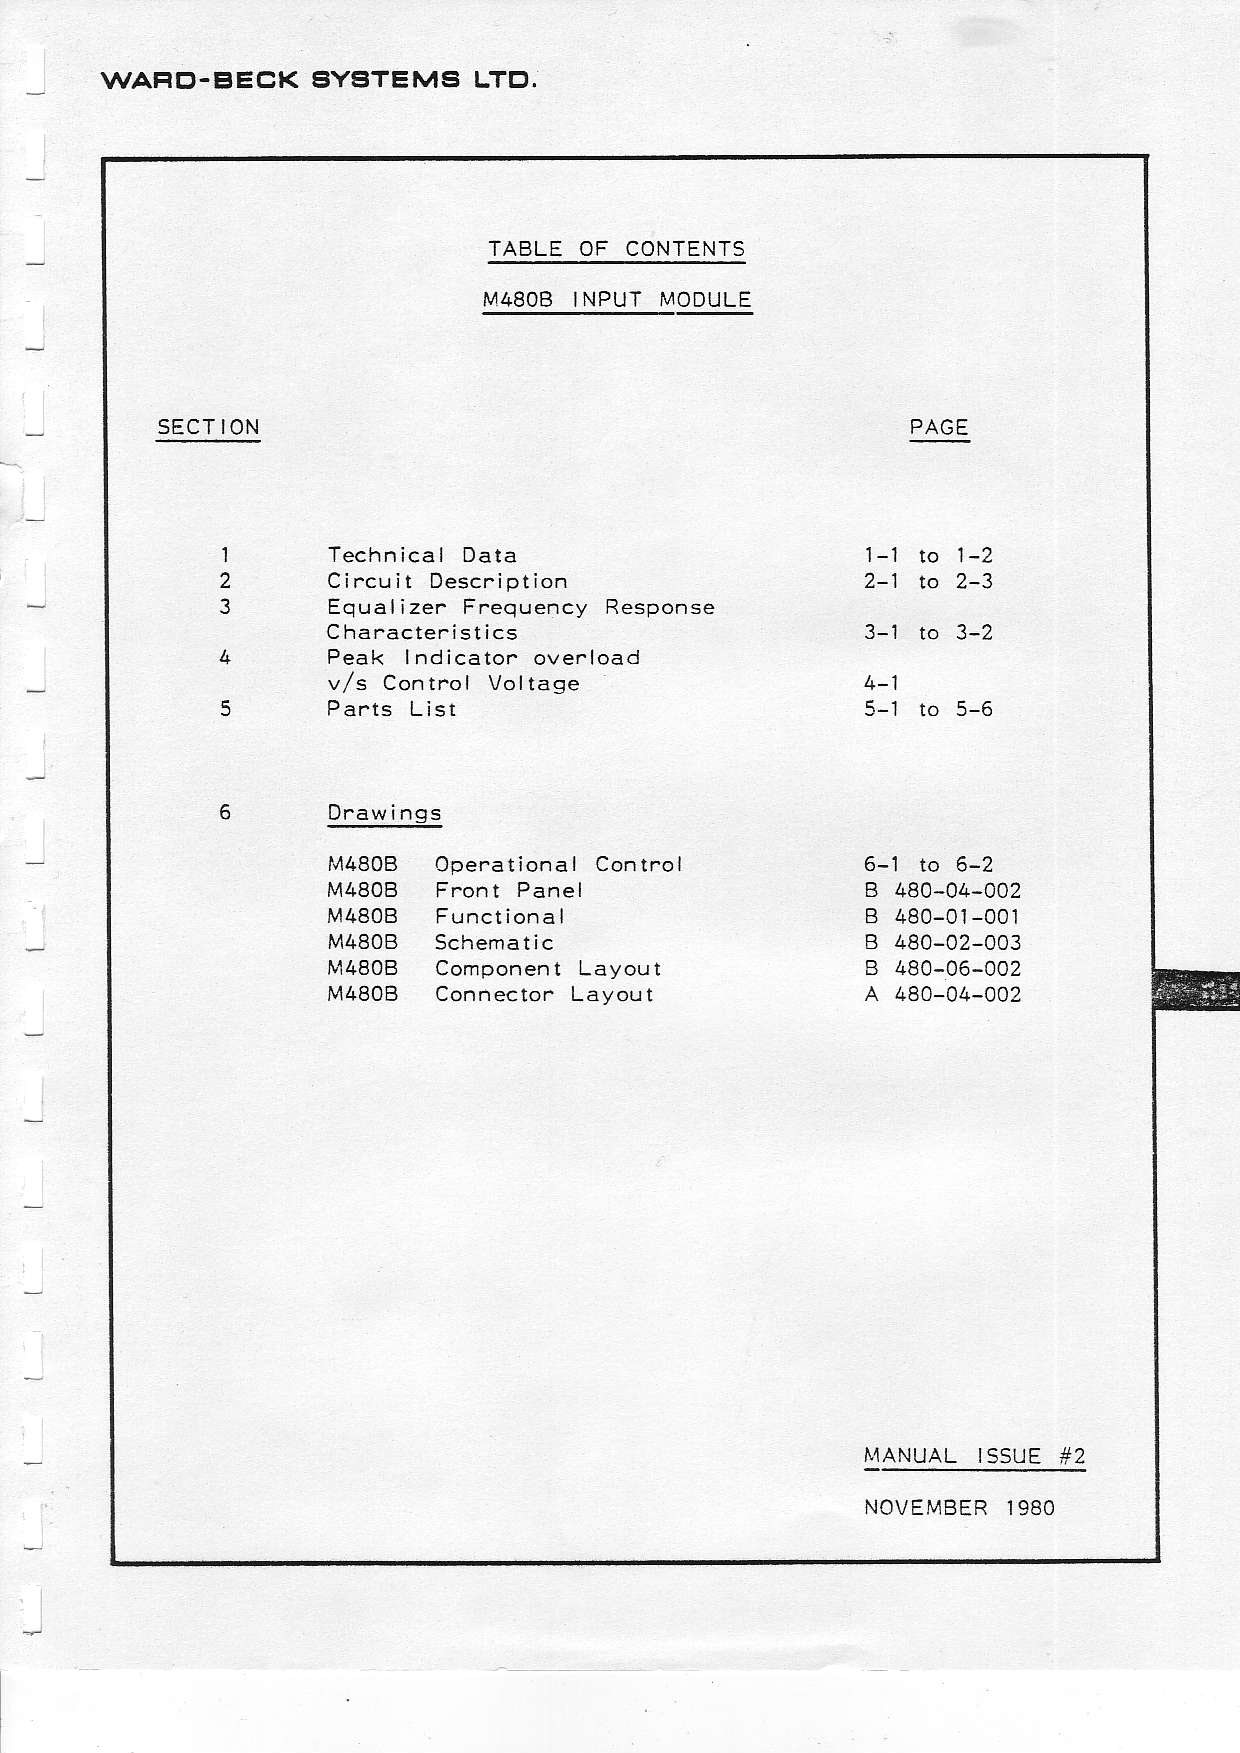 WARD-BECK SYSTEMS LTD.
TABLE OF CONTENTS
M480B INPUT MODULE
SECTION PAGE
1 Technical Data 1-1 to 1-2
2 Circuit Description 2-1 to 2-3
3 Equalizer Frequency Response
Characteristics 3-1 to 3-2
4 Peak Indicator overload
v/s Control Voltage 4-1
5 Parts List 5-1 to 5-6
6 Drawings
M480B Operational Control 6-1 to 6-2
M480B Front Panel B 480-04-002
M480B Functional B 480-01-001
M480B Schematic B 480-02-003
M480B Component Layout B 480-06-002
M480B Connector Layout A 480-04-002
MANUAL ISSUE #2
NOVEMBER 1980